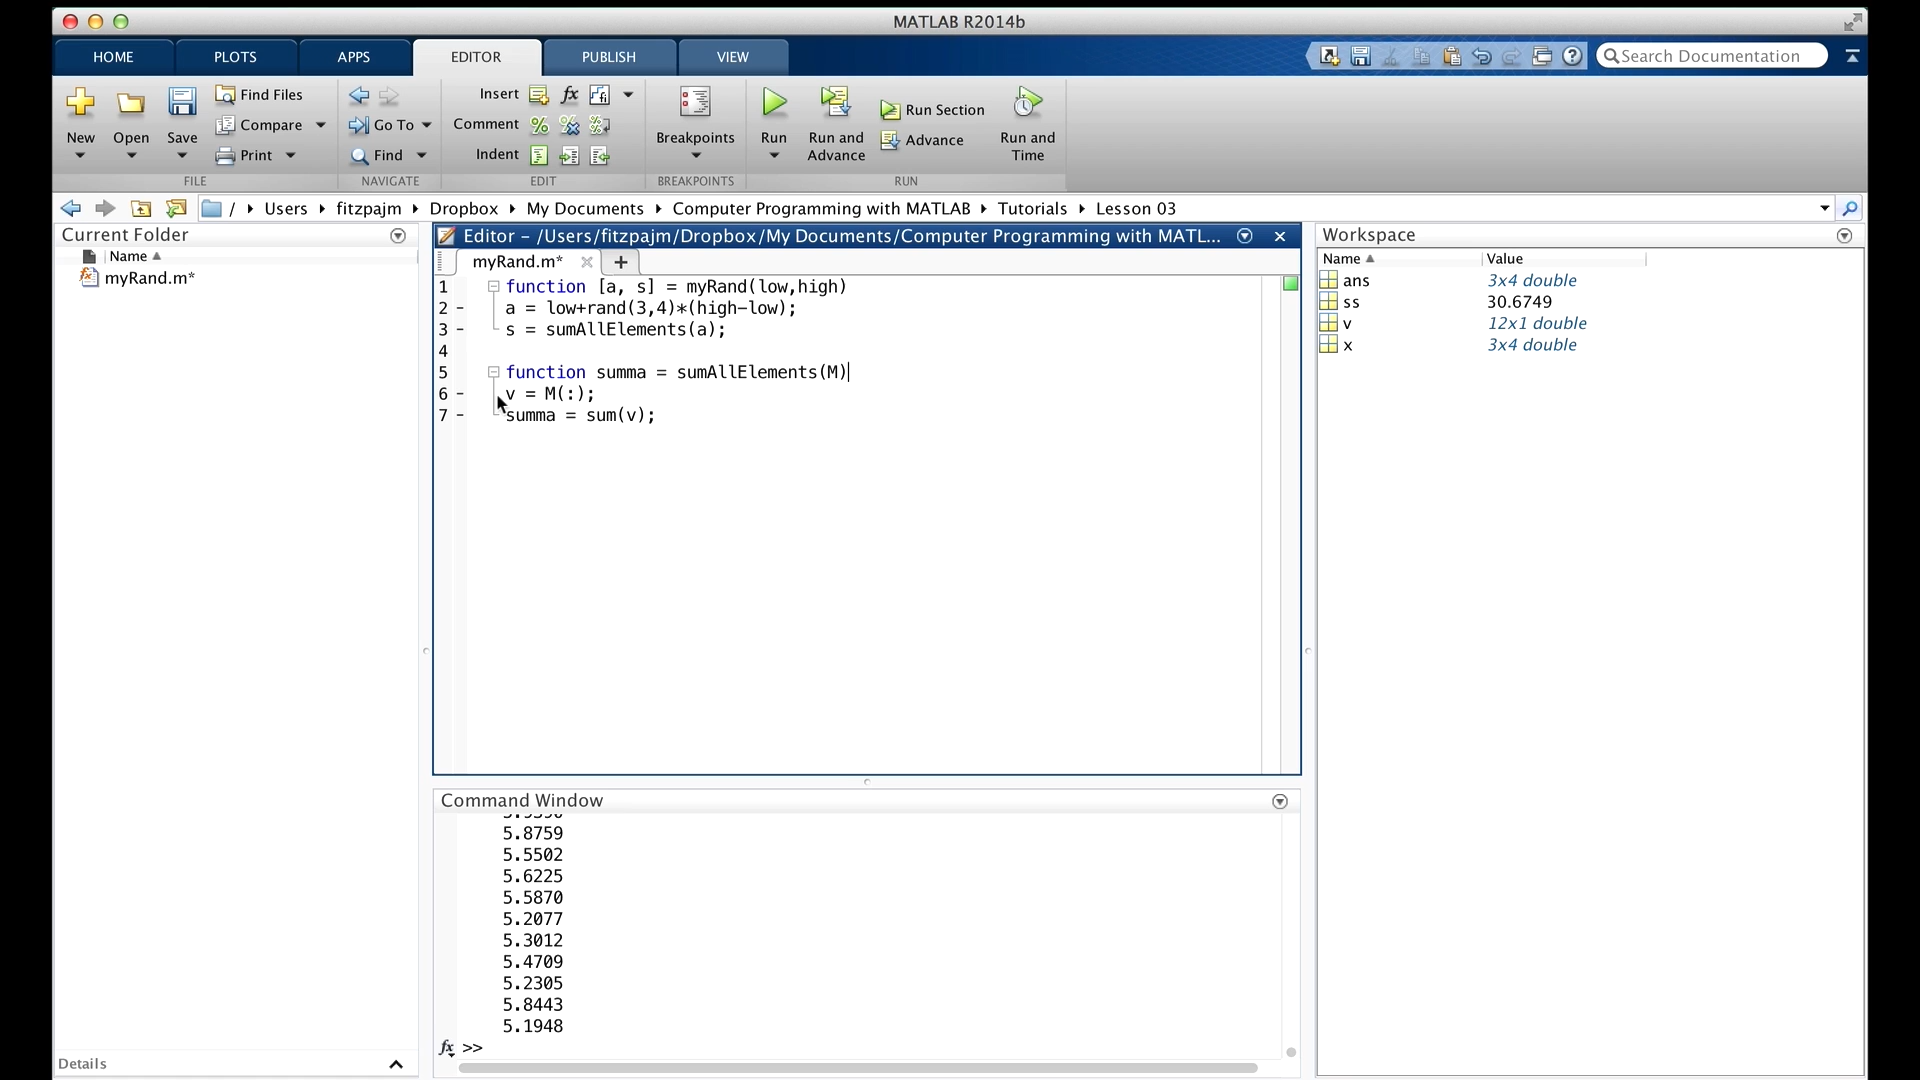 MATLAB R2014b
HOME PLOTS APPS EDITOR PUBLISH VIEW Search Documentation
New Open Save Find Files Compare Print
FILE
Go To Find
NAVIGATE
Insert fx
Comment
Indent
EDIT
Breakpoints
BREAKPOINTS
Run Run and Advance Run Section Advance Run and Time
RUN
/ Users fitzpajm Dropbox My Documents Computer Programming with MATLAB Tutorials Lesson 03
Current Folder
Name
myRand.m*
Details
Editor – /Users/fitzpajm/Dropbox/My Documents/Computer Programming with MATL...
myRand.m*
1 function [a, s] = myRand(low,high)
2 – a = low+rand(3,4)*(high-low);
3 – s = sumAllElements(a);
4
5 function summa = sumAllElements(M)
6 – v = M(:);
7 – summa = sum(v);
Command Window
5.8759
5.5502
5.6225
5.5870
5.2077
5.3012
5.4709
5.2305
5.8443
5.1948
fx >>
Workspace
Name Value
ans 3x4 double
ss 30.6749
v 12x1 double
x 3x4 double